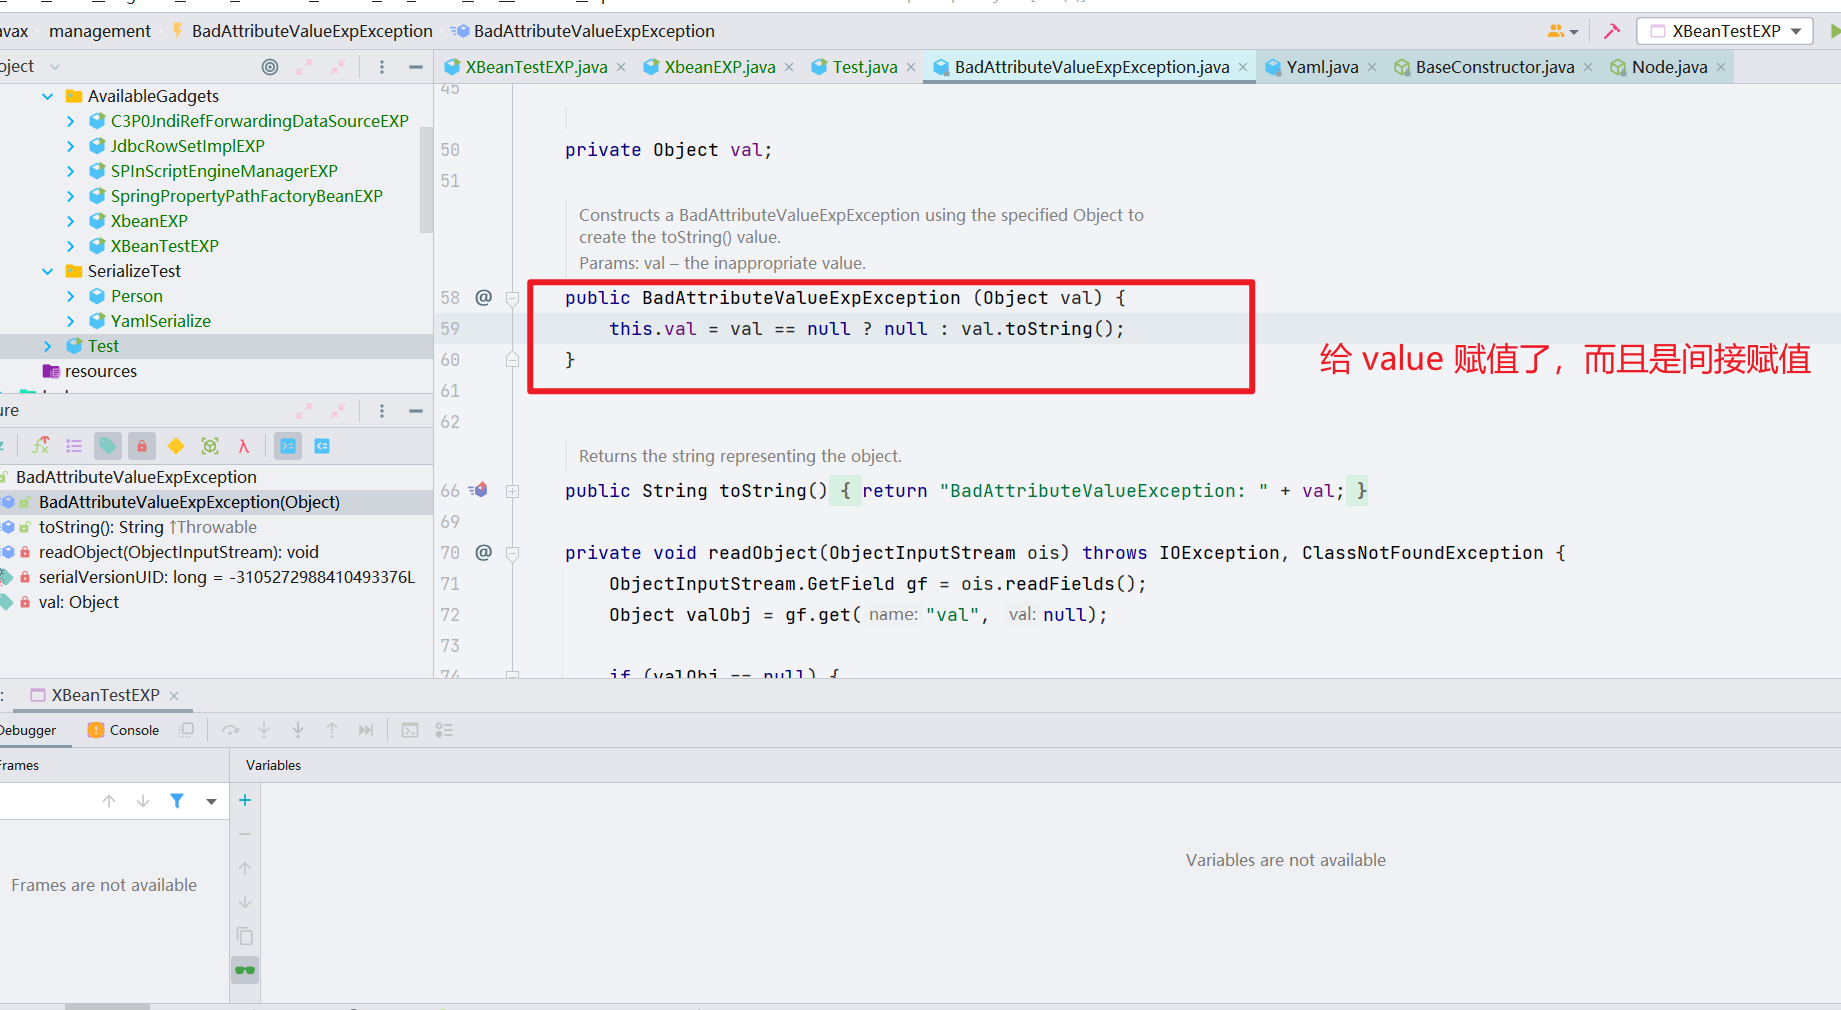 management BadAttributeValueExpException BadAttributeValueExpException XBeanTestEXP
XBeanTestEXP.java XbeanEXP.java Test.java BadAttributeValueExpException.java Yaml.java BaseConstructor.java Node.java
AvailableGadgets
C3P0JndiRefForwardingDataSourceEXP
JdbcRowSetImplEXP
SPInScriptEngineManagerEXP
SpringPropertyPathFactoryBeanEXP
XbeanEXP
XBeanTestEXP
SerializeTest
Person
YamlSerialize
Test
resources
BadAttributeValueExpException
BadAttributeValueExpException(Object)
toString(): String ↑Throwable
readObject(ObjectInputStream): void
serialVersionUID: long = -3105272988410493376L
val: Object
45
50 private Object val;
51
Constructs a BadAttributeValueExpException using the specified Object to
create the toString() value.
Params: val – the inappropriate value.
58 @ public BadAttributeValueExpException (Object val) {
59 this.val = val == null ? null : val.toString();
60 }
给 value 赋值了，而且是间接赋值
61
62
Returns the string representing the object.
66 public String toString() { return "BadAttributeValueException: " + val; }
69
70 @ private void readObject(ObjectInputStream ois) throws IOException, ClassNotFoundException {
71 ObjectInputStream.GetField gf = ois.readFields();
72 Object valObj = gf.get( name: "val", val: null);
73
74 if (valObj == null) {
XBeanTestEXP
Debugger Console
Frames Variables
Frames are not available
Variables are not available